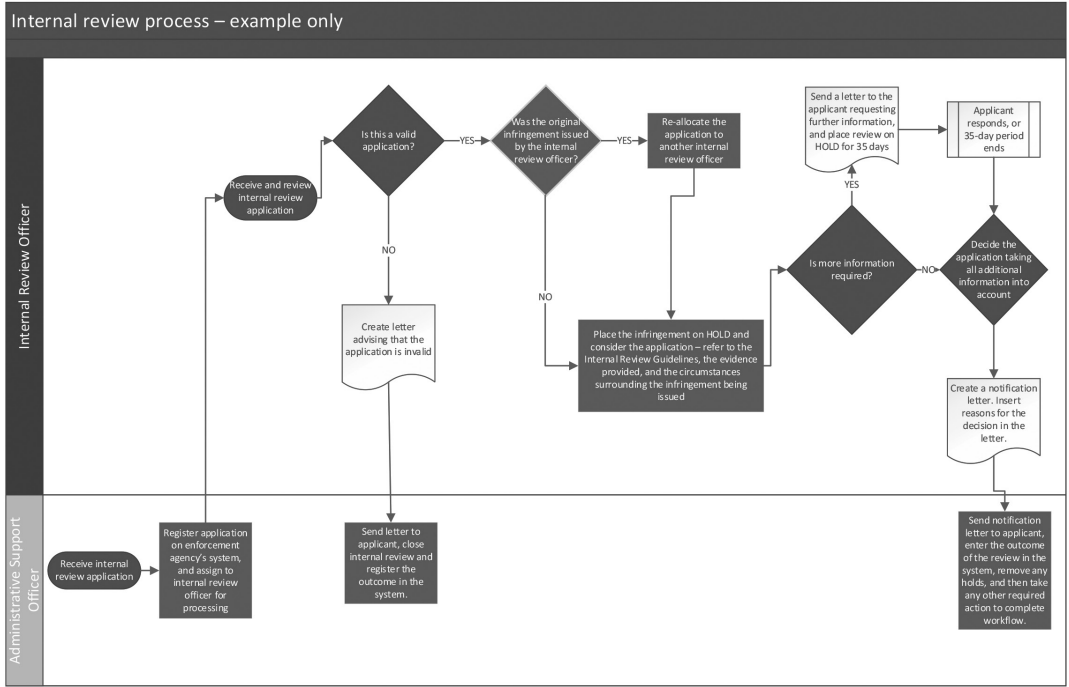 Internal review process – example only
Internal Review Officer
Receive and review
internal review
application
Is this a valid
application?
YES
NO
Was the original
infringement issued
by the internal
review officer?
YES
NO
Re-allocate the
application to
another internal
review officer
Create letter
advising that the
application is invalid
Place the infringement on HOLD and
consider the application – refer to the
Internal Review Guidelines, the evidence
provided, and the circumstances
surrounding the infringement being
issued
Is more information
required?
YES
NO
Send a letter to the
applicant requesting
further information,
and place review on
HOLD for 35 days
Applicant
responds, or
35-day period
ends
Decide the
application taking
all additional
information into
account
Create a notification
letter. Insert
reasons for the
decision in the
letter.
Administrative Support
Officer
Receive internal
review application
Register application
on enforcement
agency's system,
and assign to
internal review
officer for
processing
Send letter to
applicant, close
internal review and
register the
outcome in the
system.
Send notification
letter to applicant,
enter the outcome
of the review in the
system, remove any
holds, and then take
any other required
action to complete
workflow.